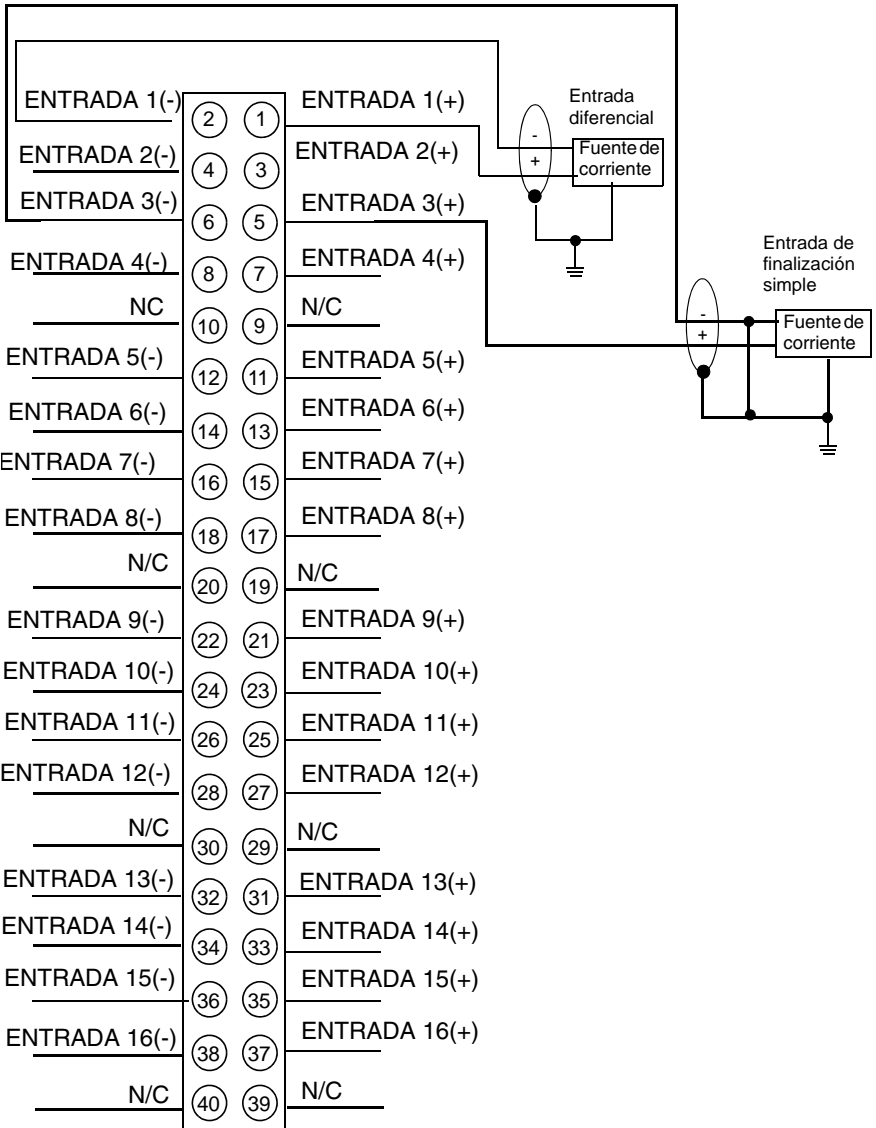 ENTRADA 1(-) 2 1 ENTRADA 1(+)
Entrada
diferencial
-
+
Fuente de
corriente
ENTRADA 2(-) 4 3 ENTRADA 2(+)
ENTRADA 3(-) 6 5 ENTRADA 3(+)
ENTRADA 4(-) 8 7 ENTRADA 4(+)
Entrada de
finalización
simple
-
+
Fuente de
corriente
NC 10 9 N/C
ENTRADA 5(-) 12 11 ENTRADA 5(+)
ENTRADA 6(-) 14 13 ENTRADA 6(+)
ENTRADA 7(-) 16 15 ENTRADA 7(+)
ENTRADA 8(-) 18 17 ENTRADA 8(+)
N/C 20 19 N/C
ENTRADA 9(-) 22 21 ENTRADA 9(+)
ENTRADA 10(-) 24 23 ENTRADA 10(+)
ENTRADA 11(-) 26 25 ENTRADA 11(+)
ENTRADA 12(-) 28 27 ENTRADA 12(+)
N/C 30 29 N/C
ENTRADA 13(-) 32 31 ENTRADA 13(+)
ENTRADA 14(-) 34 33 ENTRADA 14(+)
ENTRADA 15(-) 36 35 ENTRADA 15(+)
ENTRADA 16(-) 38 37 ENTRADA 16(+)
N/C 40 39 N/C